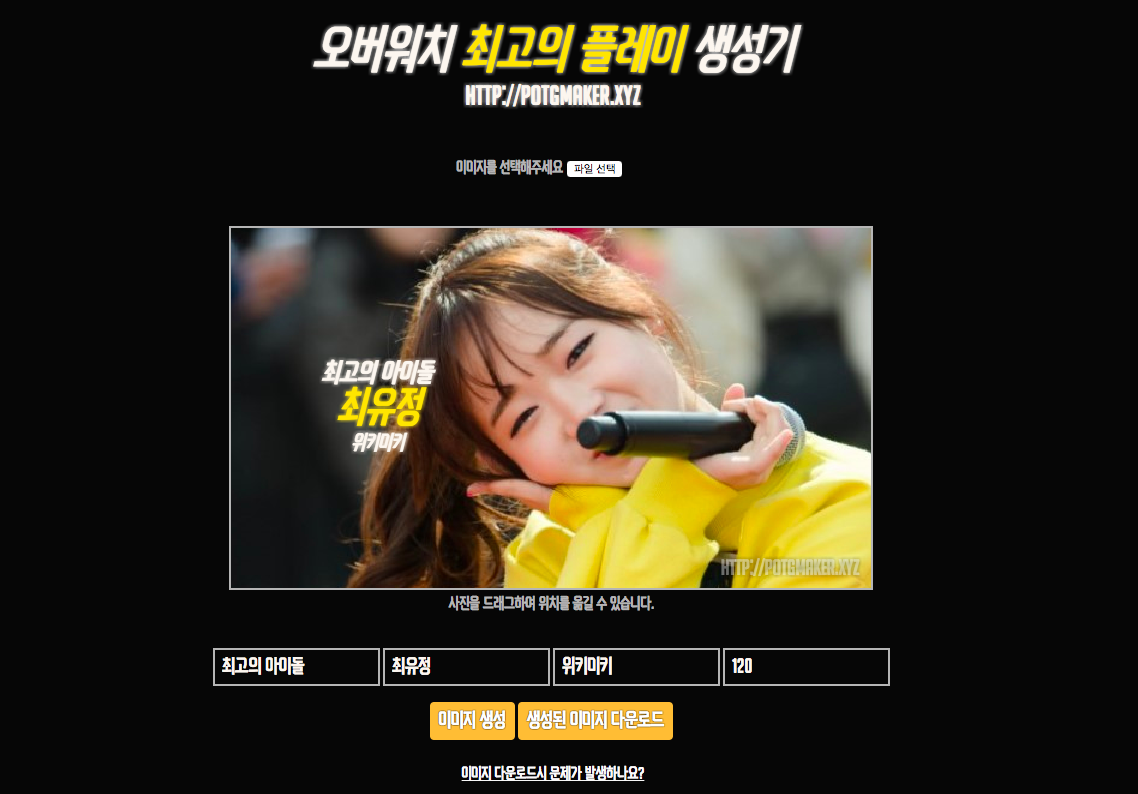 오버워치 최고의 플레이 생성기
HTTP://POTGMAKER.XYZ
이미지를 선택해주세요 파일 선택
최고의 아이돌
최유정
위키미키
HTTP://POTGMAKER.XYZ
사진을 드래그하여 위치를 옮길 수 있습니다.
최고의 아이돌 최유정 위키미키 120
이미지 생성 생성된 이미지 다운로드
이미지 다운로드시 문제가 발생하나요?